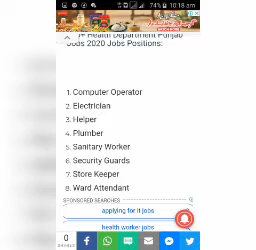 74% 10:18 am
Health Department Punjab
Jobs 2020 Jobs Positions:
1. Computer Operator
2. Electrician
3. Helper
4. Plumber
5. Sanitary Worker
6. Security Guards
7. Store Keeper
8. Ward Attendant
SPONSORED SEARCHES
applying for it jobs
health worker jobs
0
SHARES